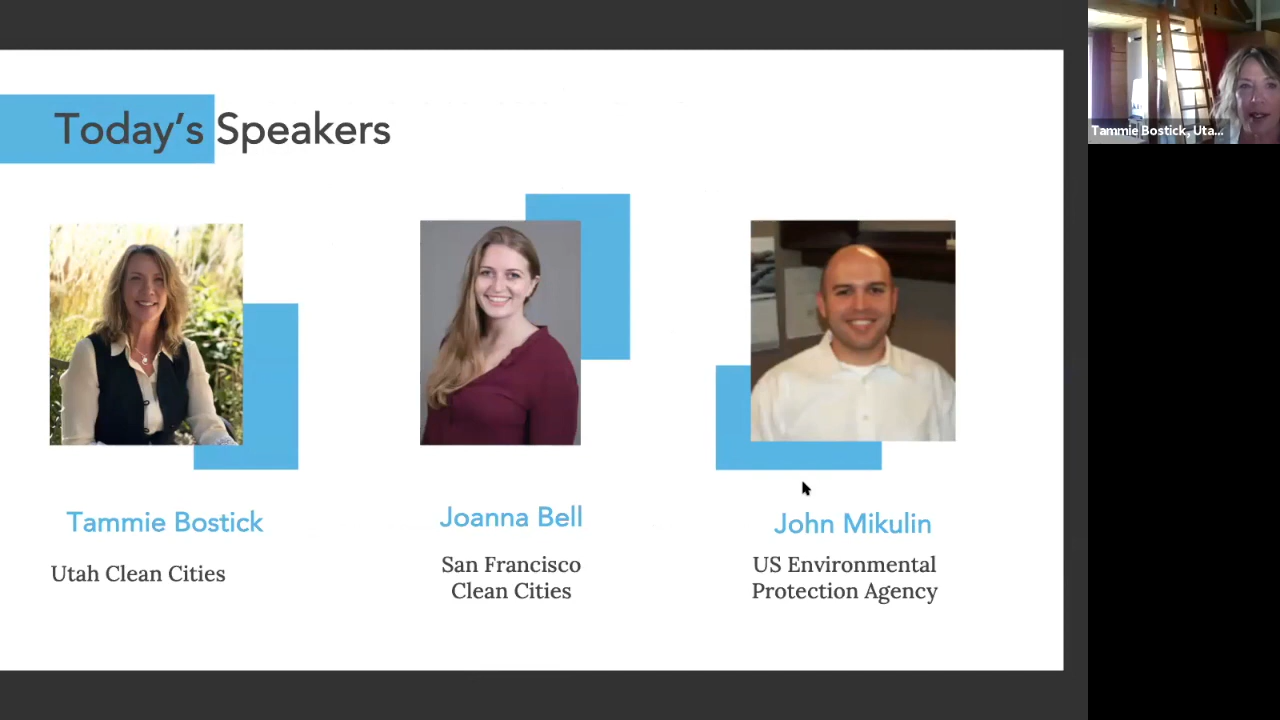 Today's Speakers
Tammie Bostick, Uta...
Tammie Bostick
Utah Clean Cities
Joanna Bell
San Francisco
Clean Cities
John Mikulin
US Environmental
Protection Agency